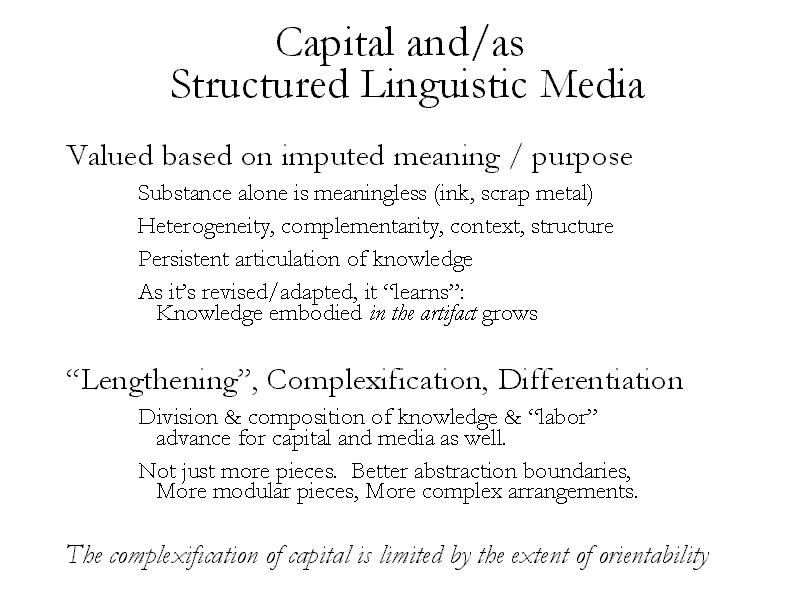 Capital and/as
Structured Linguistic Media
Valued based on imputed meaning / purpose
Substance alone is meaningless (ink, scrap metal)
Heterogeneity, complementarity, context, structure
Persistent articulation of knowledge
As it’s revised/adapted, it “learns”:
Knowledge embodied in the artifact grows
“Lengthening”, Complexification, Differentiation
Division & composition of knowledge & “labor”
advance for capital and media as well.
Not just more pieces.  Better abstraction boundaries,
More modular pieces, More complex arrangements.
The complexification of capital is limited by the extent of orientability